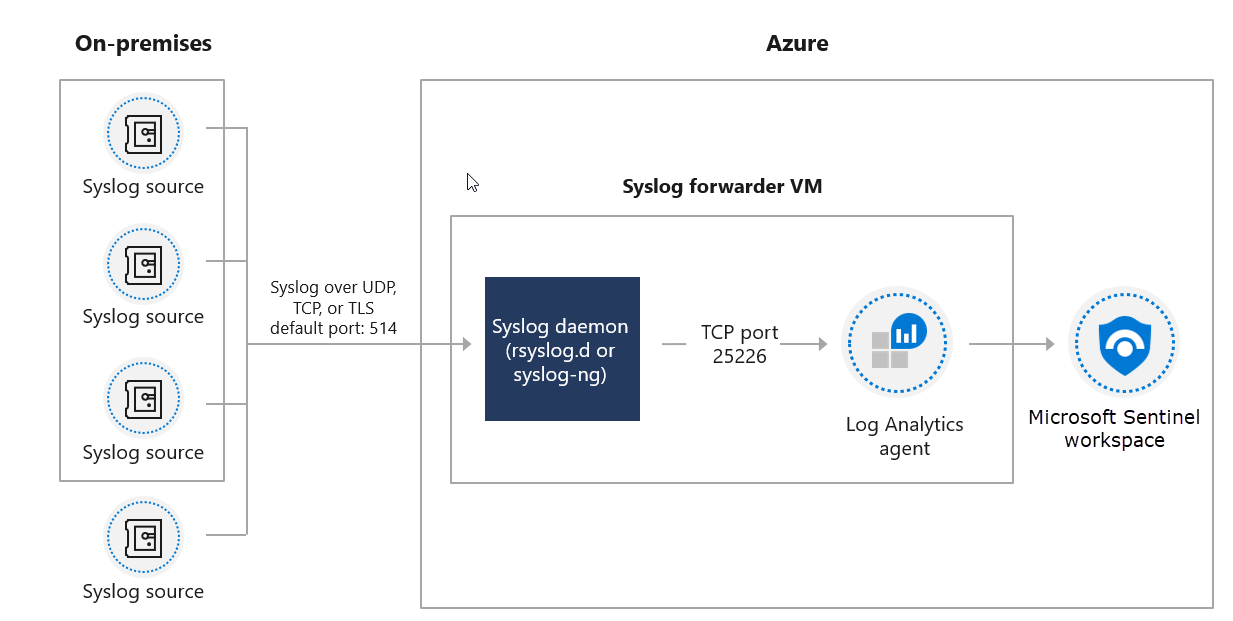 On-premises
Azure
Syslog source
Syslog source
Syslog source
Syslog source
Syslog over UDP,
TCP, or TLS
default port: 514
Syslog forwarder VM
Syslog daemon
(rsyslog.d or
syslog-ng)
TCP port
25226
Log Analytics
agent
Microsoft Sentinel
workspace